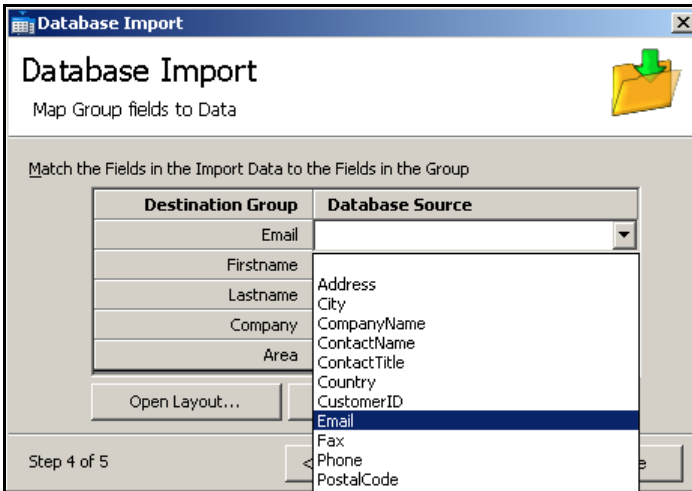 Database Import
Database Import
Map Group fields to Data
Match the Fields in the Import Data to the Fields in the Group
Destination Group Database Source
Email
Firstname
Lastname
Company
Area
Address
City
CompanyName
ContactName
ContactTitle
Country
CustomerID
Email
Fax
Phone
PostalCode
Open Layout...
Step 4 of 5
<
e